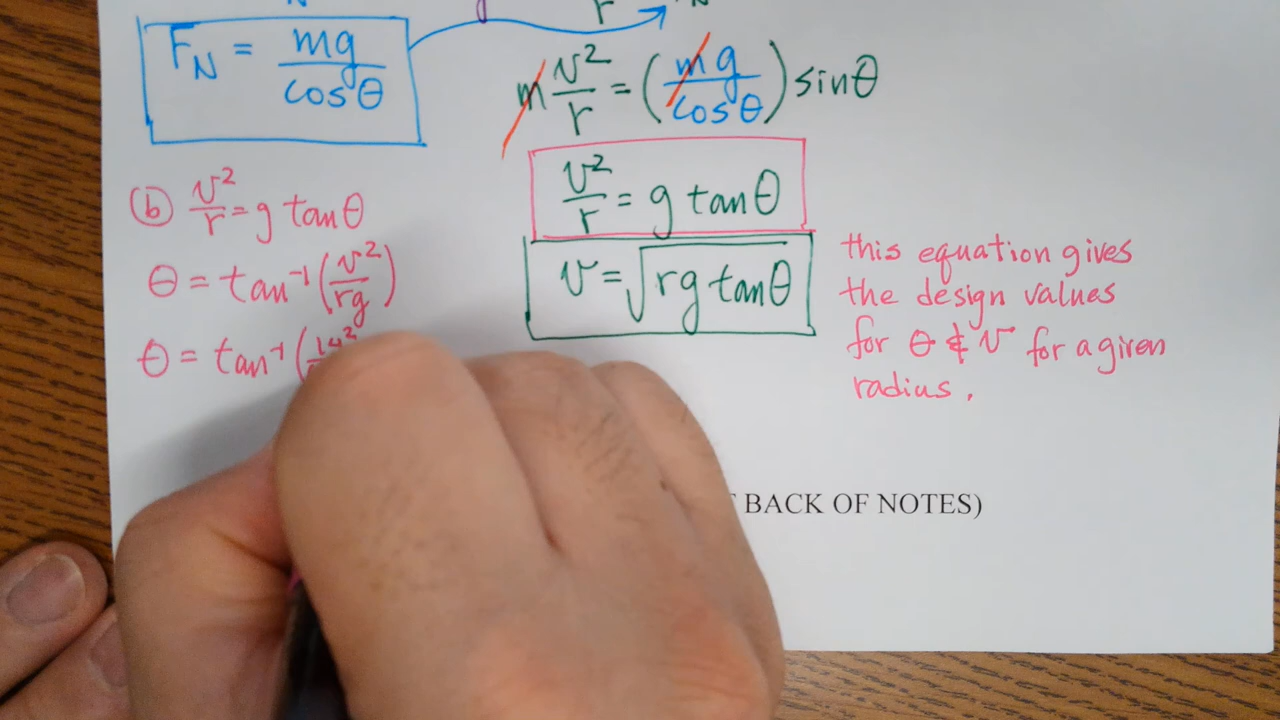 F_N = mg/cosθ
m v²/r = (mg/cosθ) sinθ
v²/r = g tanθ
v = √(rg tanθ)
(b) v²/r = g tanθ
θ = tan⁻¹(v²/rg)
θ = tan⁻¹(14²
this equation gives
the design values
for θ & v for a given
radius.
BACK OF NOTES)